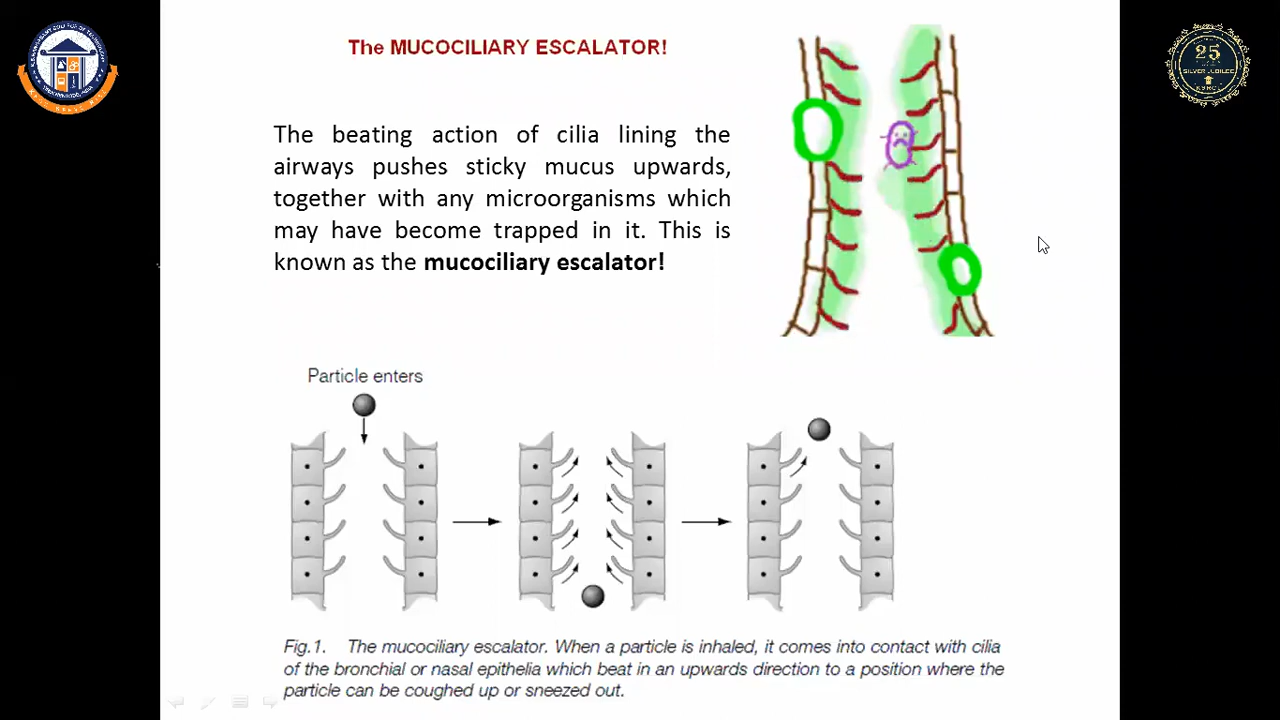 The MUCOCILIARY ESCALATOR!
The beating action of cilia lining the
airways pushes sticky mucus upwards,
together with any microorganisms which
may have become trapped in it. This is
known as the mucociliary escalator!
Particle enters
Fig.1. The mucociliary escalator. When a particle is inhaled, it comes into contact with cilia
of the bronchial or nasal epithelia which beat in an upwards direction to a position where the
particle can be coughed up or sneezed out.
25
SILVER JUBILEE